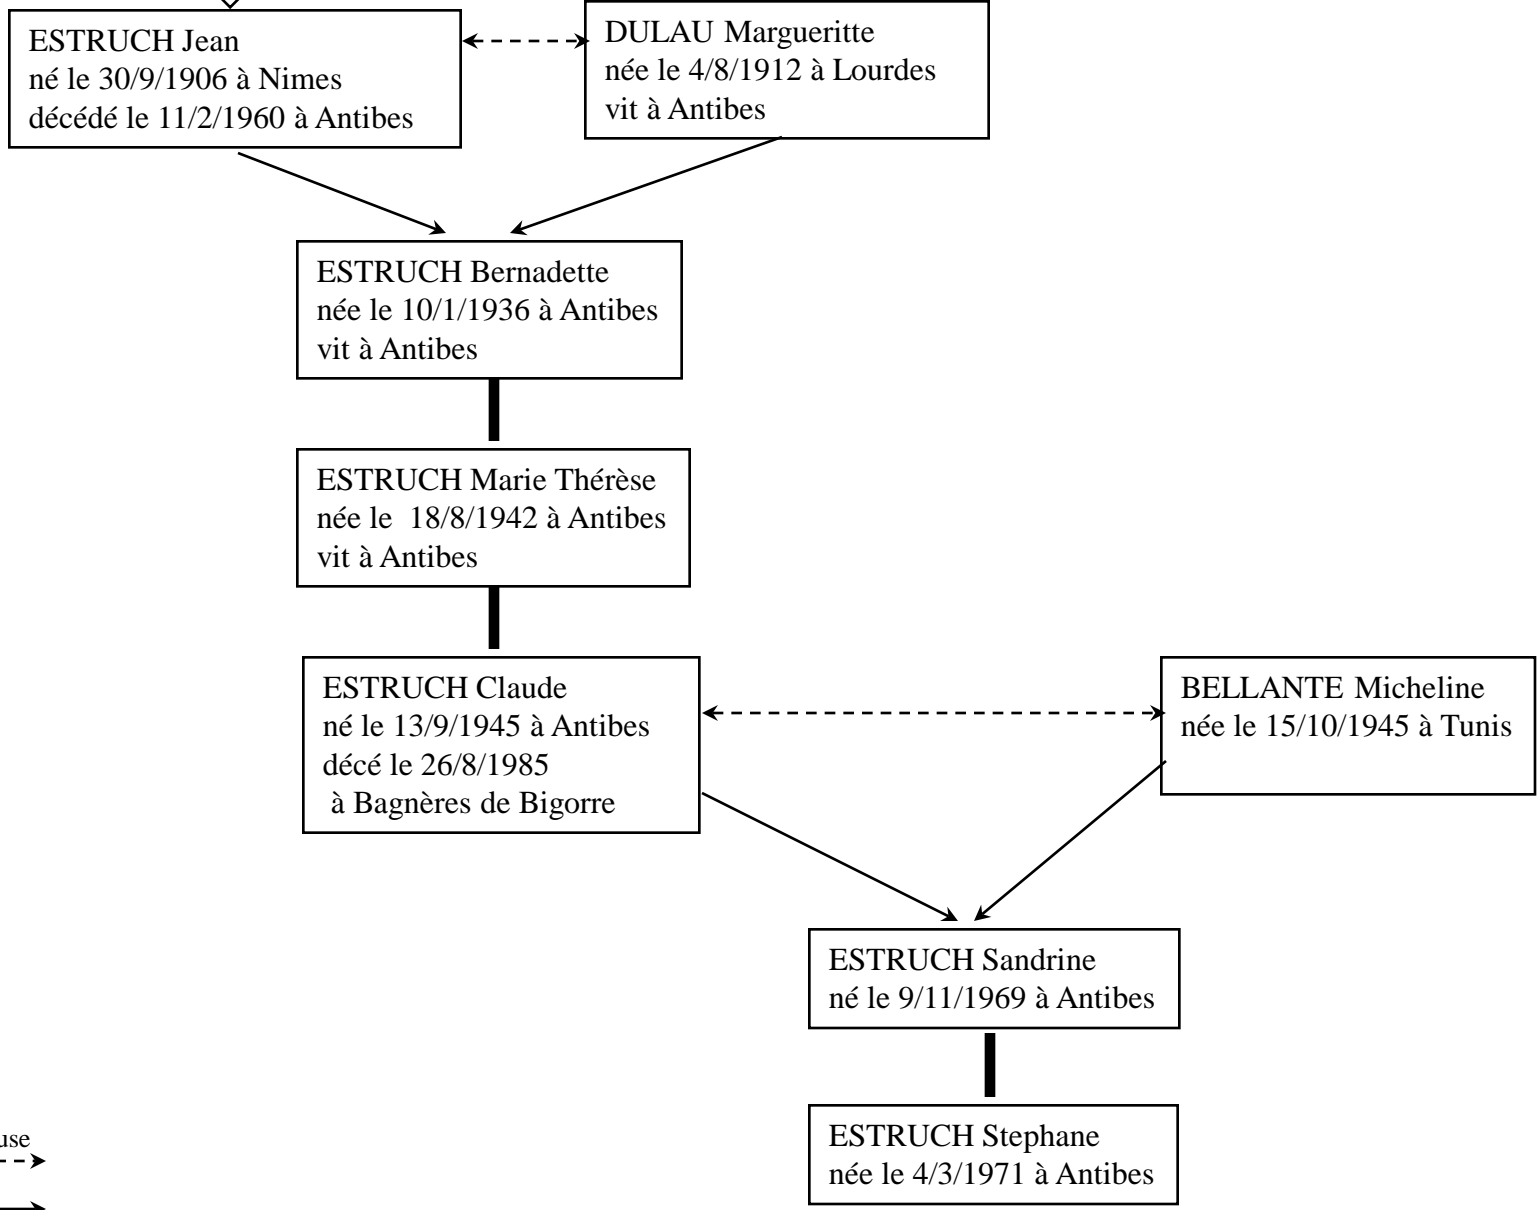 ESTRUCH Jean
né le 30/9/1906 à Nimes
décédé le 11/2/1960 à Antibes
DULAU Margueritte
née le 4/8/1912 à Lourdes
vit à Antibes
ESTRUCH Bernadette
née le 10/1/1936 à Antibes
vit à Antibes
ESTRUCH Marie Thérèse
née le 18/8/1942 à Antibes
vit à Antibes
ESTRUCH Claude
né le 13/9/1945 à Antibes
décé le 26/8/1985
à Bagnères de Bigorre
BELLANTE Micheline
née le 15/10/1945 à Tunis
ESTRUCH Sandrine
né le 9/11/1969 à Antibes
ESTRUCH Stephane
née le 4/3/1971 à Antibes